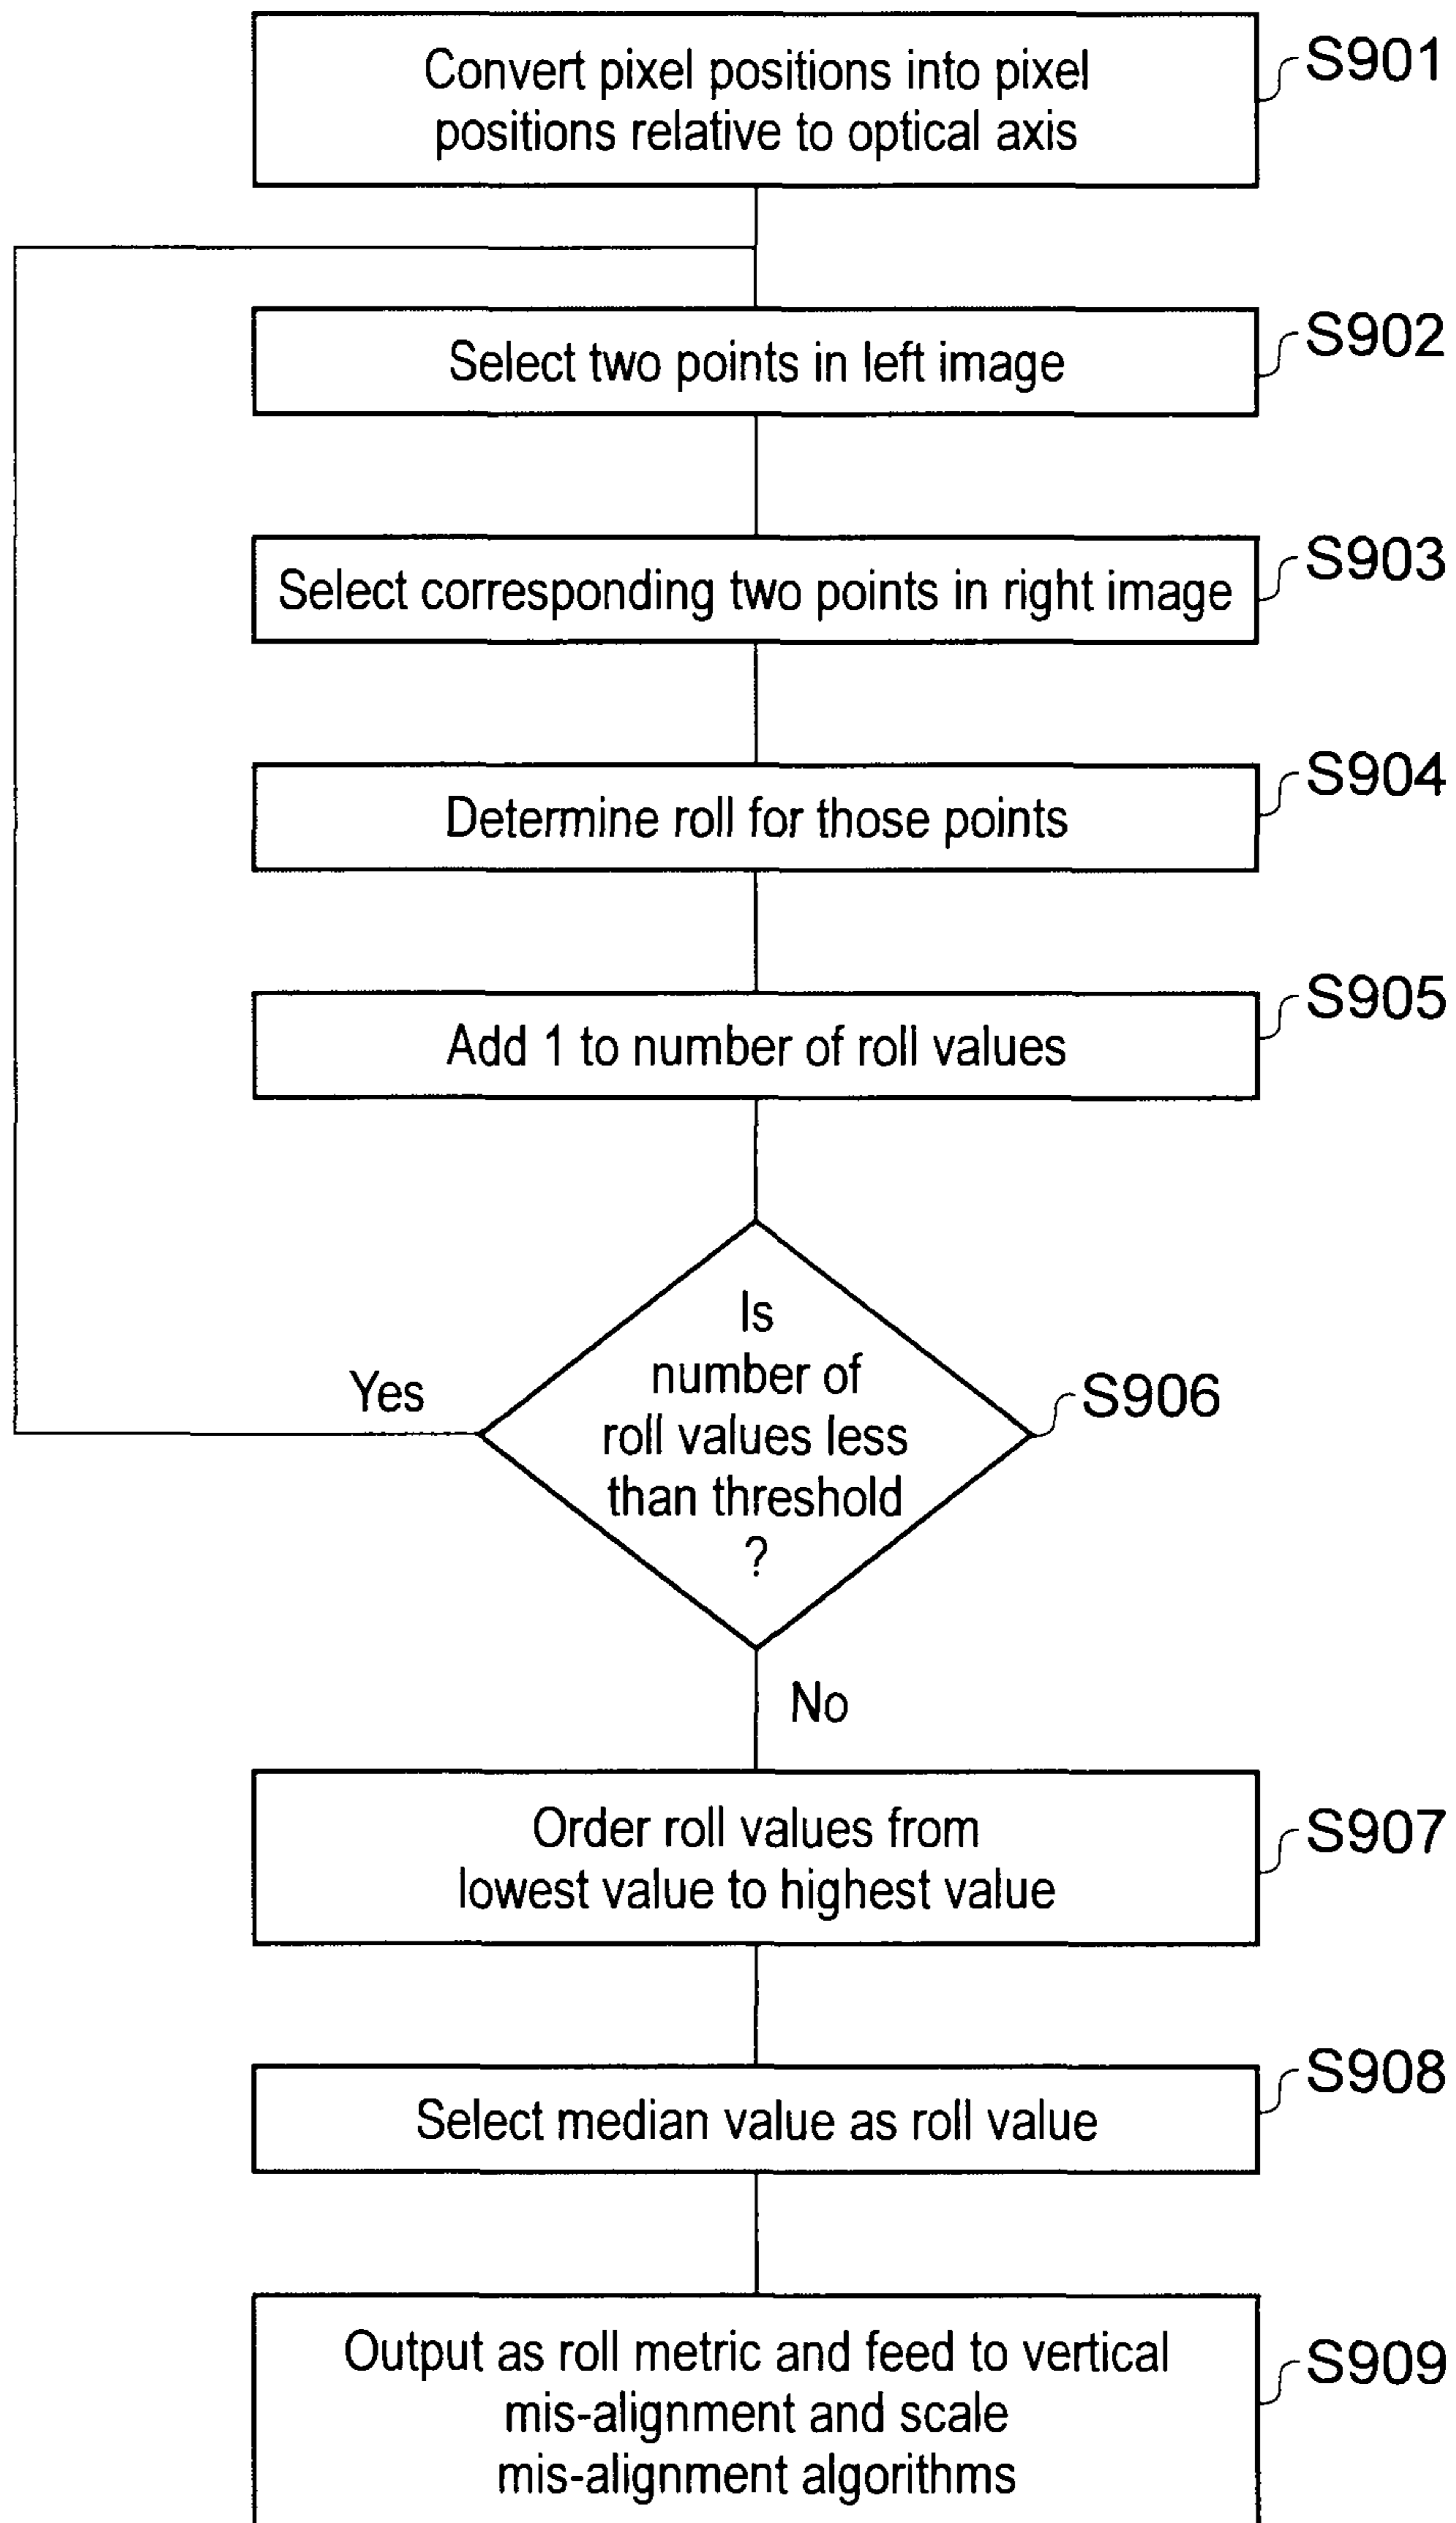 Convert pixel positions into pixel
positions relative to optical axis
S901
Select two points in left image
S902
Select corresponding two points in right image
S903
Determine roll for those points
S904
Add 1 to number of roll values
S905
Is
number of
roll values less
than threshold
?
S906
Yes
No
Order roll values from
lowest value to highest value
S907
Select median value as roll value
S908
Output as roll metric and feed to vertical
mis-alignment and scale
mis-alignment algorithms
S909